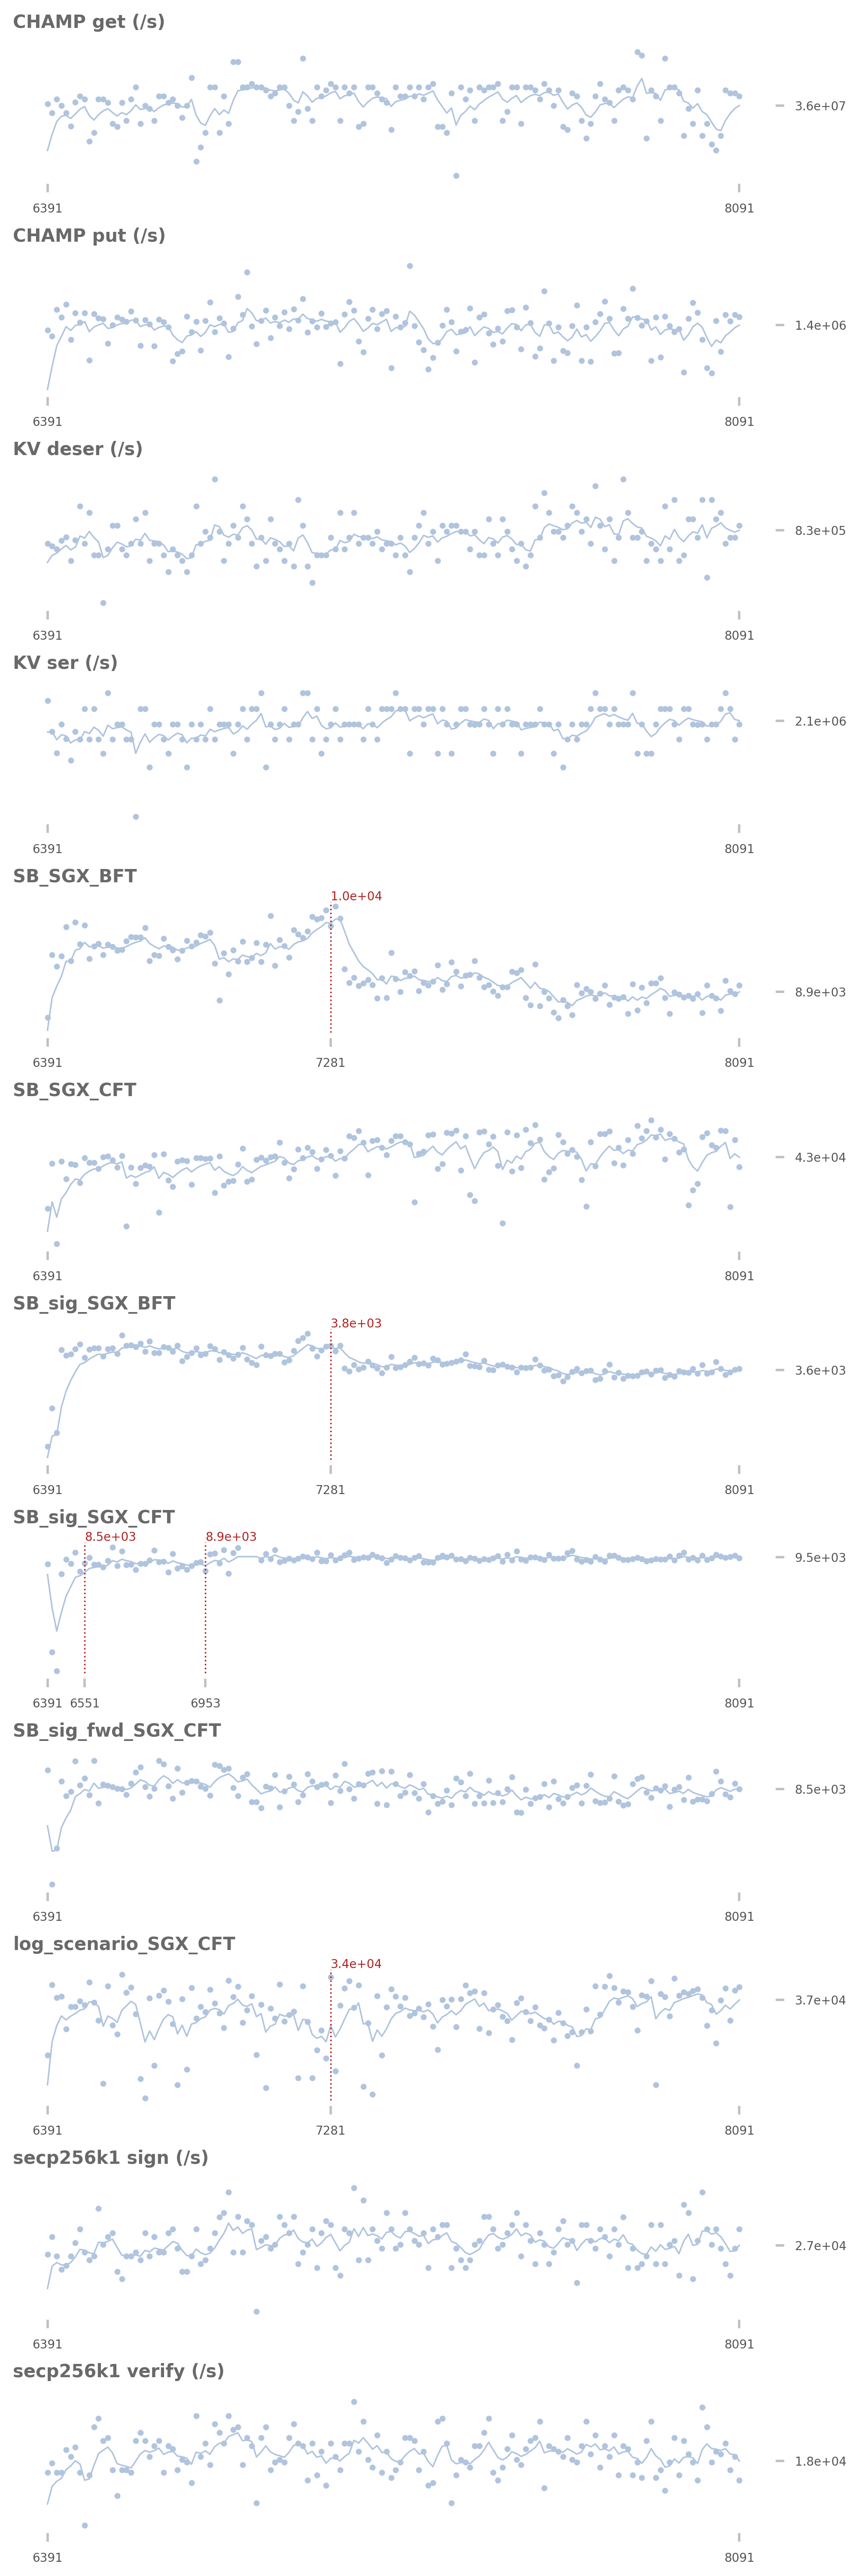 CHAMP get (/s)
3.6e+07
6391 8091
CHAMP put (/s)
1.4e+06
6391 8091
KV deser (/s)
8.3e+05
6391 8091
KV ser (/s)
2.1e+06
6391 8091
SB_SGX_BFT
1.0e+04
8.9e+03
6391 7281 8091
SB_SGX_CFT
4.3e+04
6391 8091
SB_sig_SGX_BFT
3.8e+03
3.6e+03
6391 7281 8091
SB_sig_SGX_CFT
8.5e+03 8.9e+03
9.5e+03
6391 6551 6953 8091
SB_sig_fwd_SGX_CFT
8.5e+03
6391 8091
log_scenario_SGX_CFT
3.4e+04
3.7e+04
6391 7281 8091
secp256k1 sign (/s)
2.7e+04
6391 8091
secp256k1 verify (/s)
1.8e+04
6391 8091